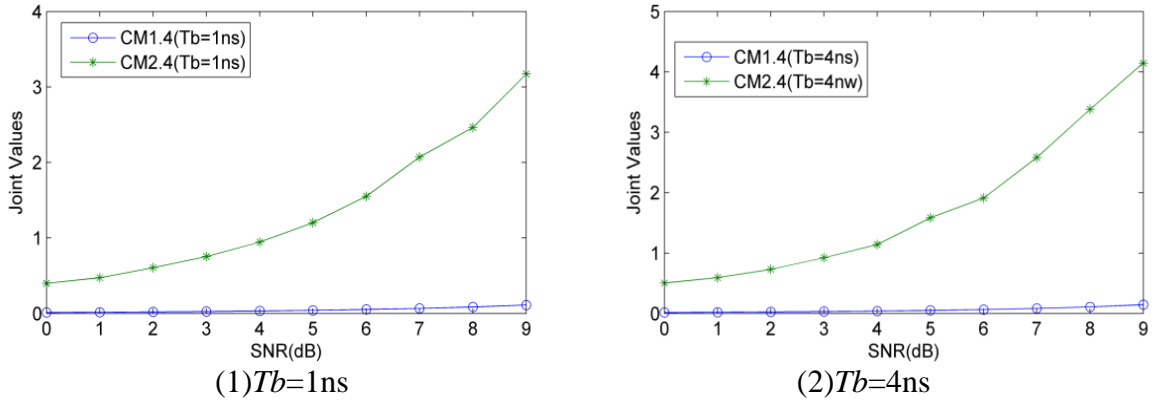 4
3
2
1
0
Joint Values
CM1.4(Tb=1ns)
CM2.4(Tb=1ns)
0 1 2 3 4 5 6 7 8 9
SNR(dB)
(1)Tb=1ns
5
4
3
2
1
0
Joint Values
CM1.4(Tb=4ns)
CM2.4(Tb=4nw)
0 1 2 3 4 5 6 7 8 9
SNR(dB)
(2)Tb=4ns